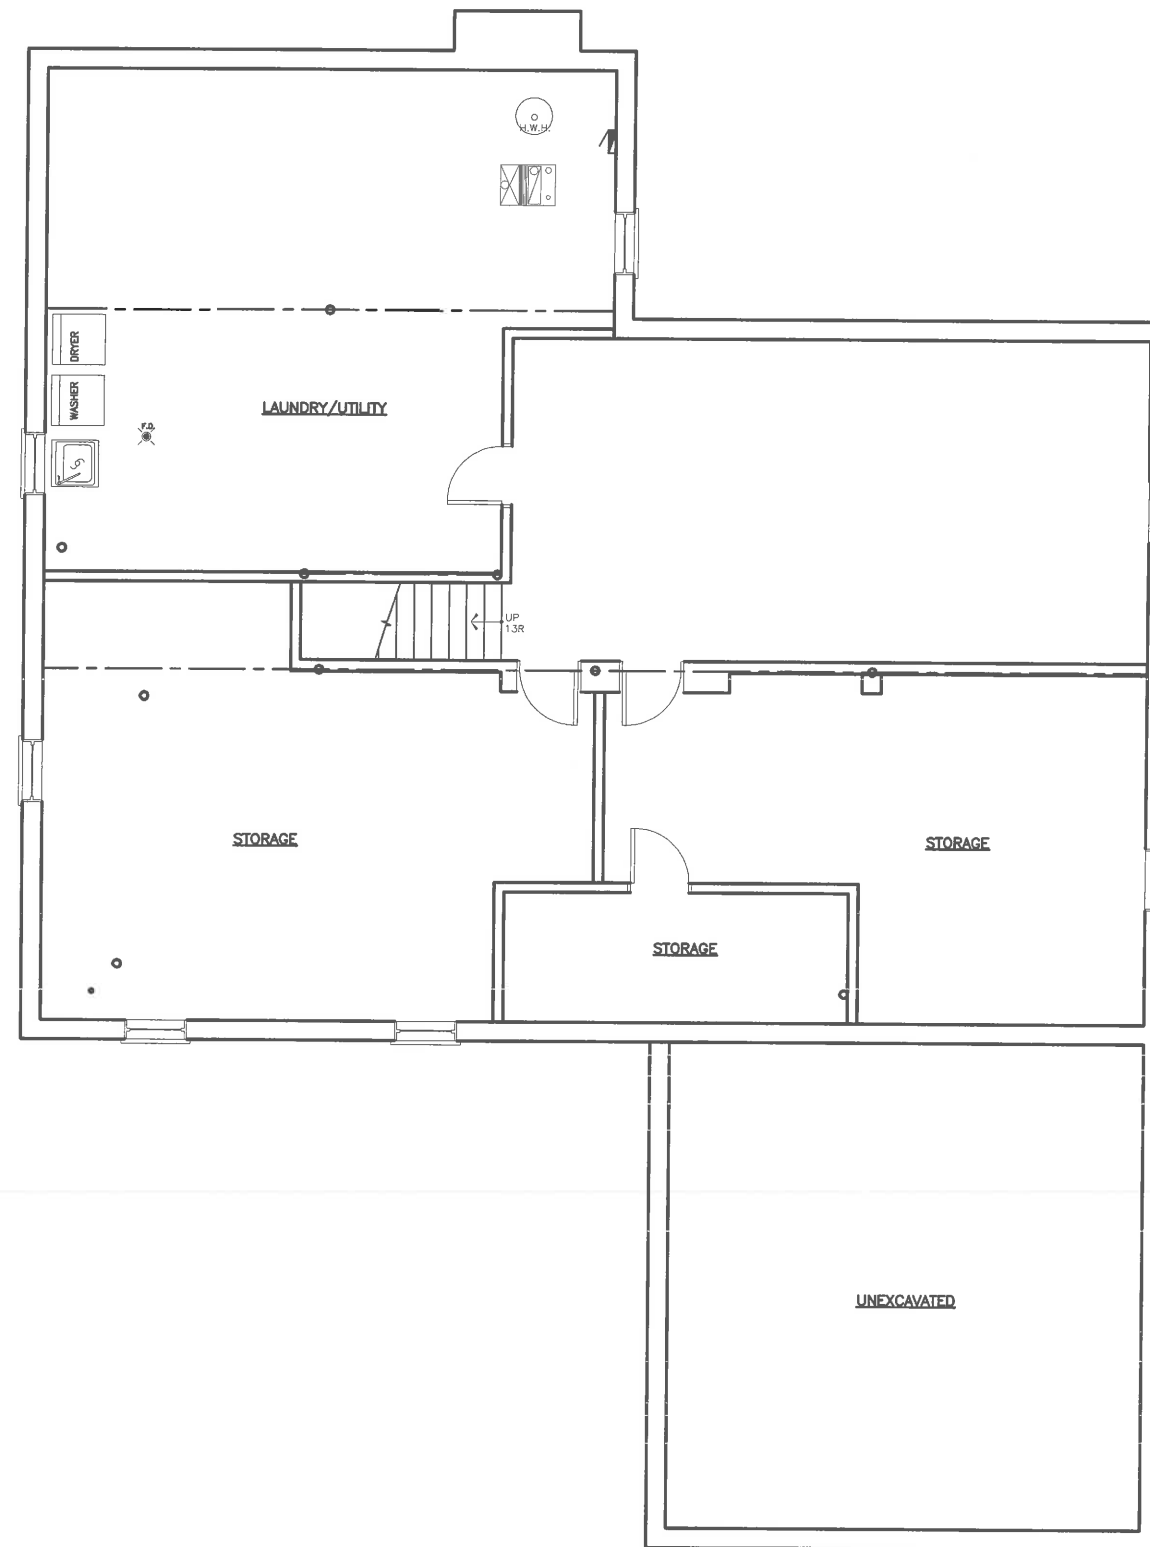 H.W.H.
DRYER
WASHER
LAUNDRY/UTILITY
F.D.
UP
13R
STORAGE
STORAGE
STORAGE
UNEXCAVATED